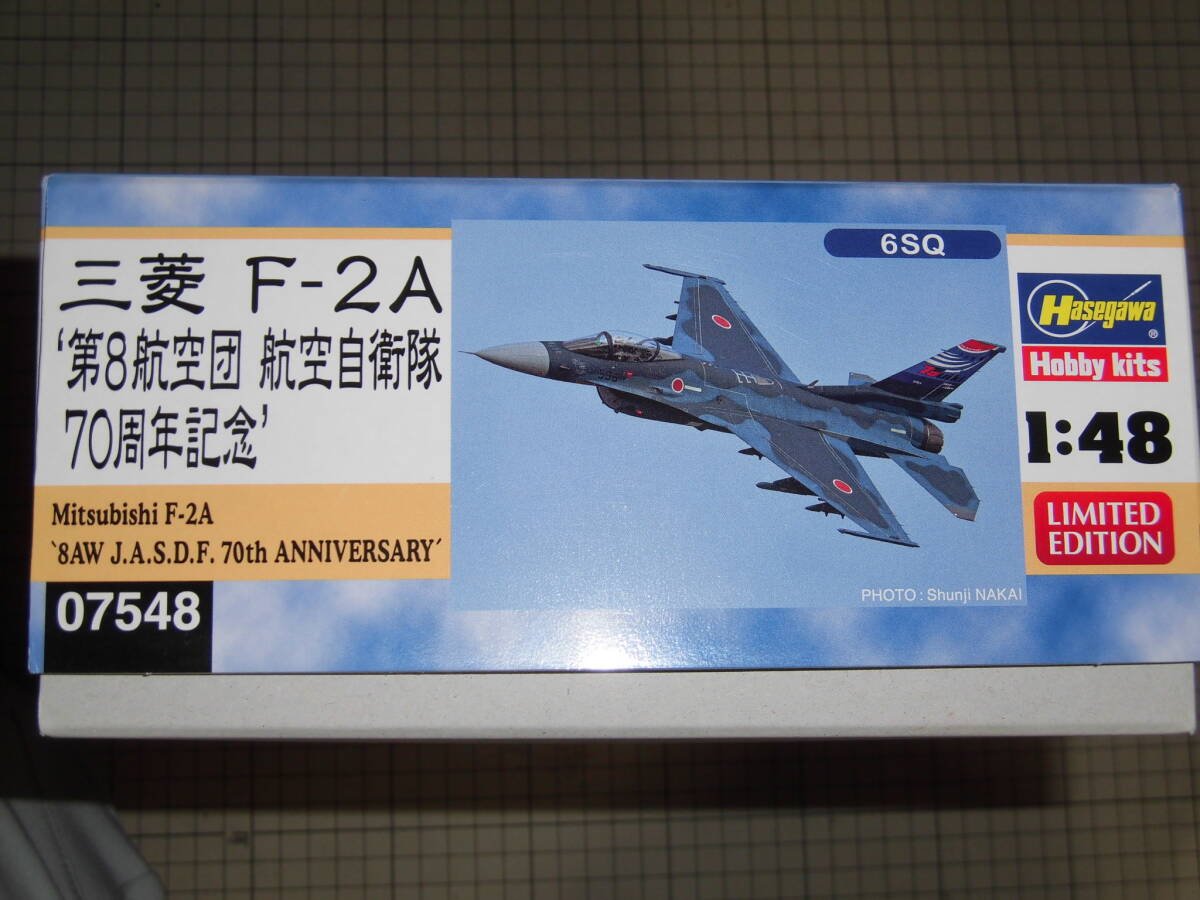 三菱 F-2A
‘第8航空団 航空自衛隊
70周年記念’
Mitsubishi F-2A
`8AW J.A.S.D.F. 70th ANNIVERSARY´
07548
6SQ
PHOTO : Shunji NAKAI
Hasegawa®
Hobby kits
1:48
LIMITED
EDITION